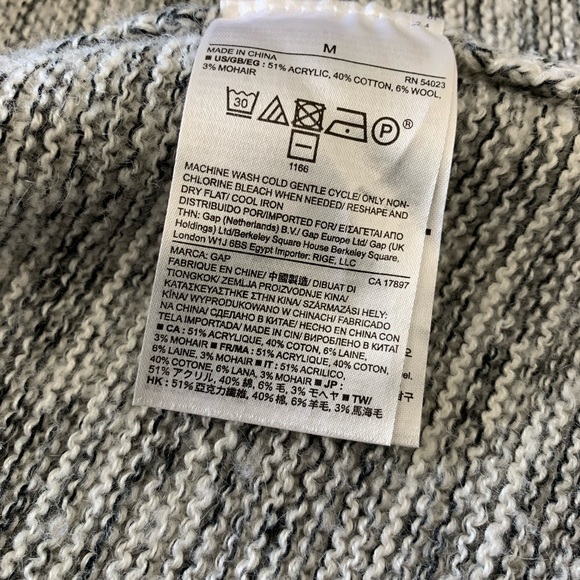 M
MADE IN CHINA RN 54023
■ US/GB/EG : 51% ACRYLIC, 40% COTTON, 6% WOOL,
3% MOHAIR
30 P ®
1166
MACHINE WASH COLD GENTLE CYCLE/ ONLY NON-
CHLORINE BLEACH WHEN NEEDED/ RESHAPE AND
DRY FLAT/ COOL IRON
DISTRIBUIDO POR/IMPORTED FOR/ ΕΙΣΑΓΕΤΑΙ ΑΠΟ
THN: Gap (Netherlands) B.V./ Gap Europe Ltd/ Gap (UK
Holdings) Ltd/Berkeley Square House Berkeley Square,
London W1J 6BS Egypt Importer: RIGE, LLC
MARCA: GAP CA 17897
FABRIQUE EN CHINE/ 中國製造/ DIBUAT DI
TIONGKOK/ ZEMLJA PROIZVODNJE KINA/
ΚΑΤΑΣΚΕΥΑΣΤΗΚΕ ΣΤΗΝ ΚΙΝΑ/ SZÁRMAZÁSI HELY:
KÍNA/ WYPRODUKOWANO W CHINACH/ FABRICADO
NA CHINA/ СДЕЛАНО В КИТАЕ/ HECHO EN CHINA CON
TELA IMPORTADA/ MADE IN CIN/ ВИРОБЛЕНО В КИТАЇ
■ CA : 51% ACRYLIQUE, 40% COTON, 6% LAINE,
3% MOHAIR ■ FR/MA : 51% ACRYLIQUE, 40% COTON,
6% LAINE, 3% MOHAIR ■ IT : 51% ACRILICO,
40% COTONE, 6% LANA, 3% MOHAIR ■ JP :
51% アクリル, 40% 綿, 6% 毛, 3% モヘヤ ■ TW/
HK : 51% 亞克力纖維, 40% 綿, 6% 羊毛, 3% 馬海毛